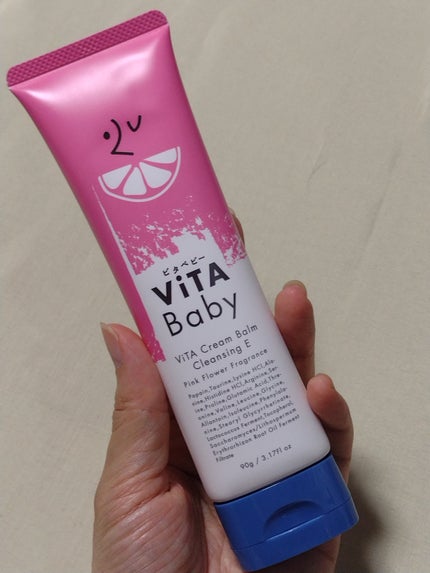 ビタベビー
ViTA
Baby
ViTA Cream Balm
Cleansing E
Pink Flower Fragrance
Papain,Taurine,Lysine HCl,Ala-
nine,Histidine HCl,Arginine,Ser-
ine,Proline,Glutamic Acid,Thre-
onine,Valine,Leucine,Glycine,
Allantoin,Isoleucine,Phenylala-
nine,Stearyl Glycyrrhetinate,
Lactococcus Ferment,Tocopherol,
Saccharomyces/Lithospermum
Erythrorhizon Root Oil Ferment
Filtrate
90g / 3.17fl oz